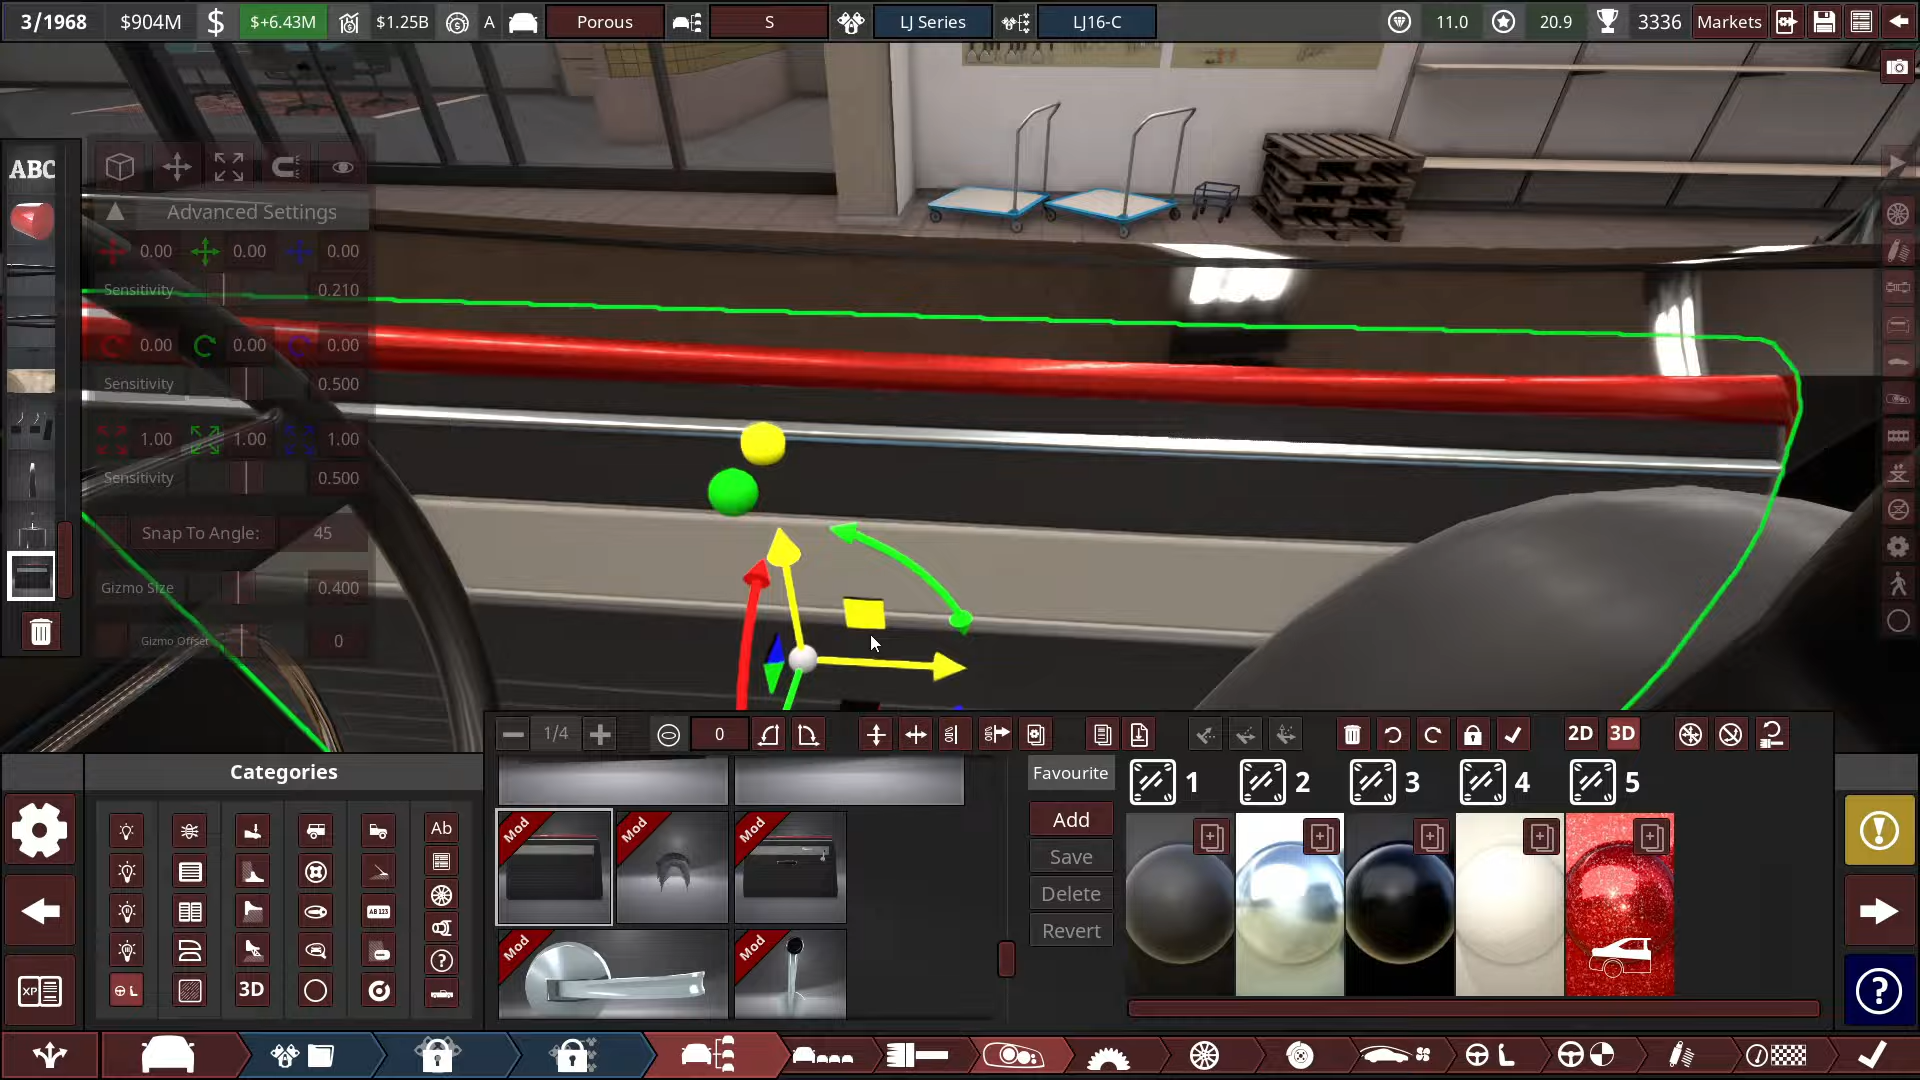 3/1968 $904M $+6.43M $1.25B A Porous S LJ Series LJ16-C 11.0 20.9 3336 Markets
ABC
Advanced Settings
0.00 0.00 0.00
Sensitivity 0.210
0.00 0.00 0.00
Sensitivity 0.500
1.00 1.00 1.00
Sensitivity 0.500
Snap To Angle: 45
Gizmo Size 0.400
Gizmo Offset 0
1/4 0 2D 3D
Categories
Favourite 1 2 3 4 5
Add
Save
Delete
Revert
Mod Mod Mod
Mod Mod
Ab
AB 123
?
XP
L
3D
!
?